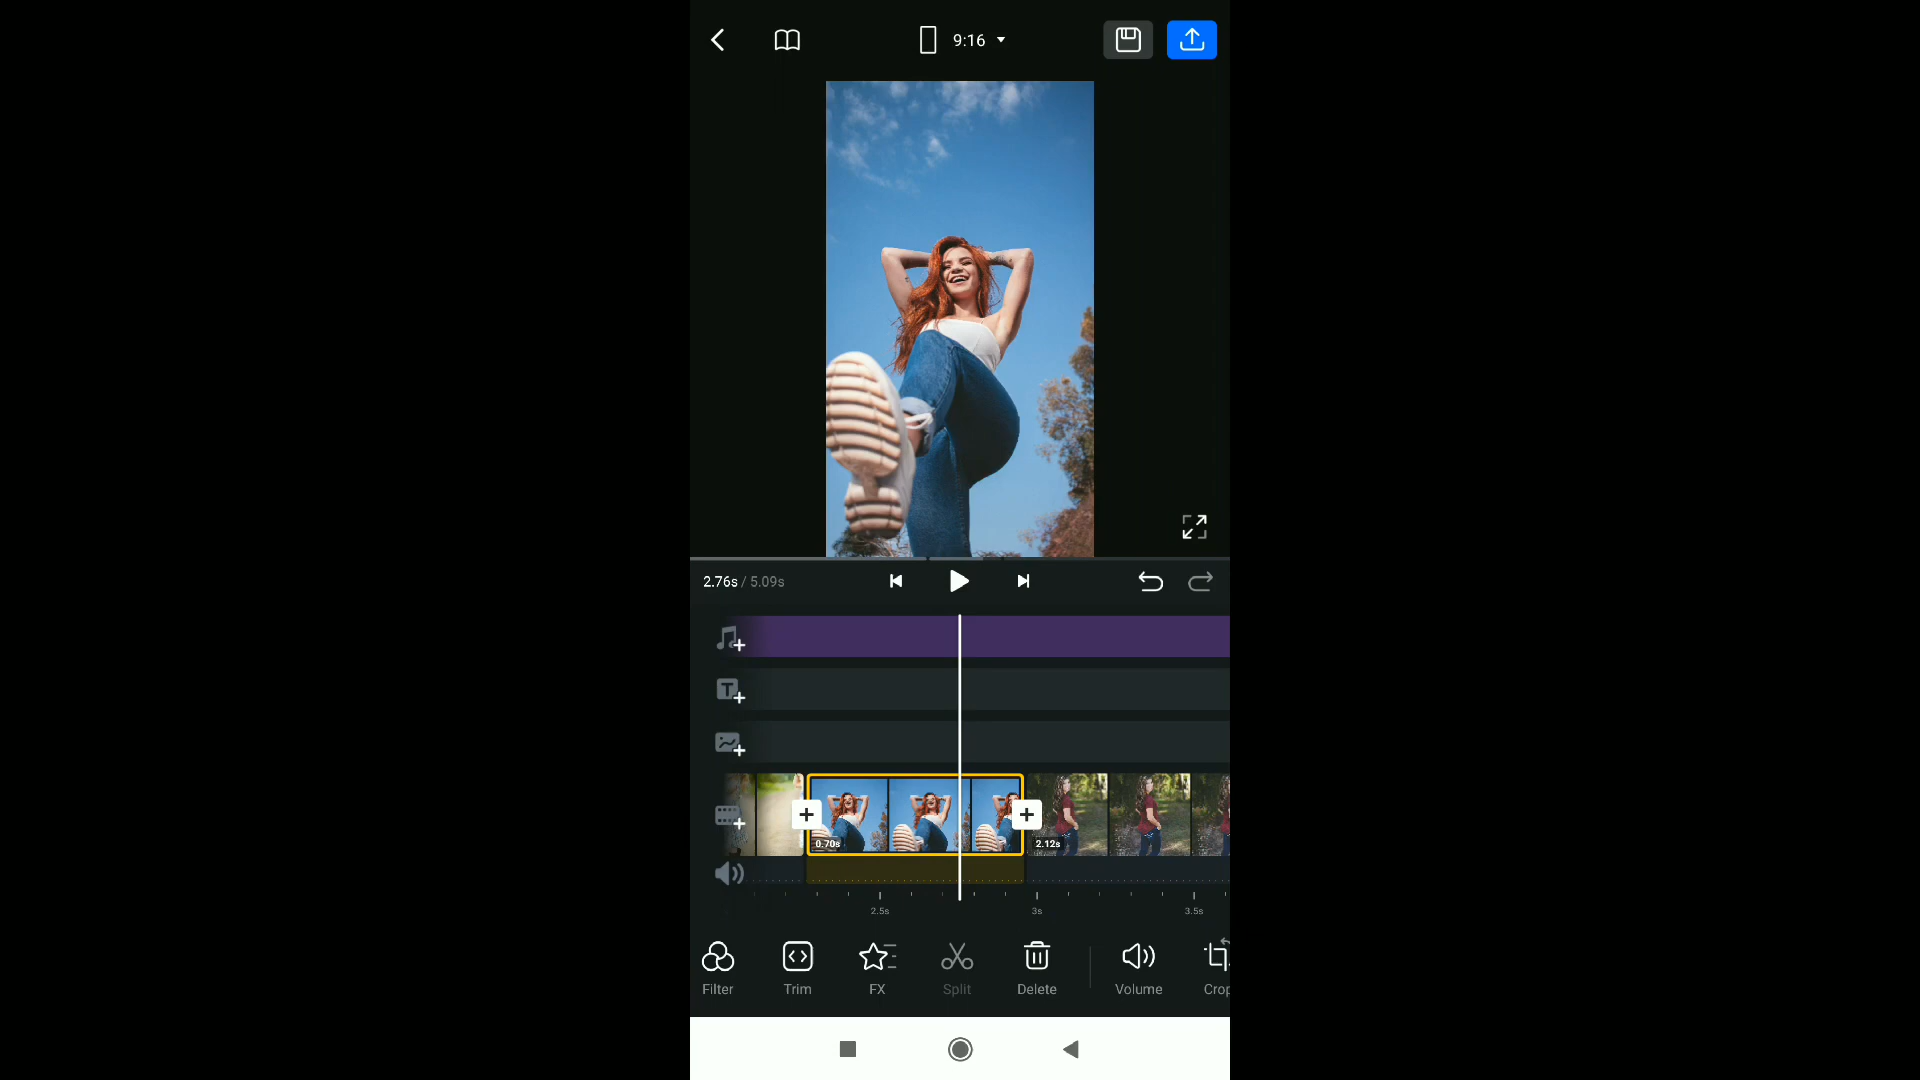 9:16
2.76s / 5.09s
0.70s
2.12s
2.5s
3s
3.5s
Filter
Trim
FX
Split
Delete
Volume
Crop